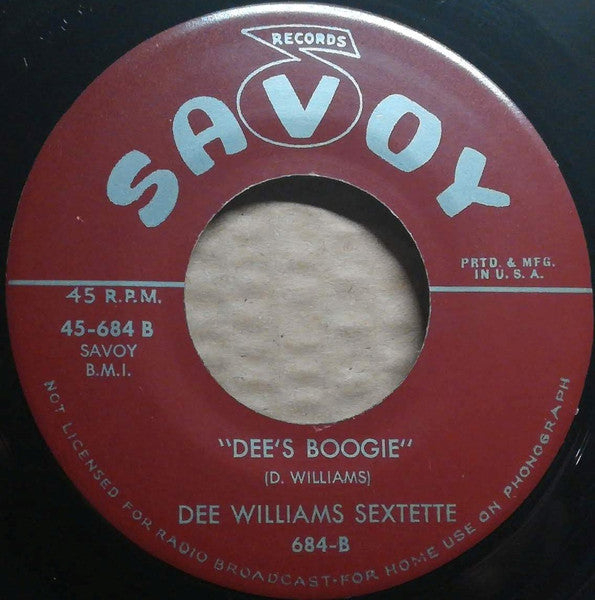 RECORDS
SAVOY
PRTD. & MFG.
IN U.S.A.
45 R.P.M.
45-684 B
SAVOY
B.M.I.
"DEE'S BOOGIE"
(D. WILLIAMS)
DEE WILLIAMS SEXTETTE
684-B
NOT LICENSED FOR RADIO BROADCAST·FOR HOME USE ON PHONOGRAPH